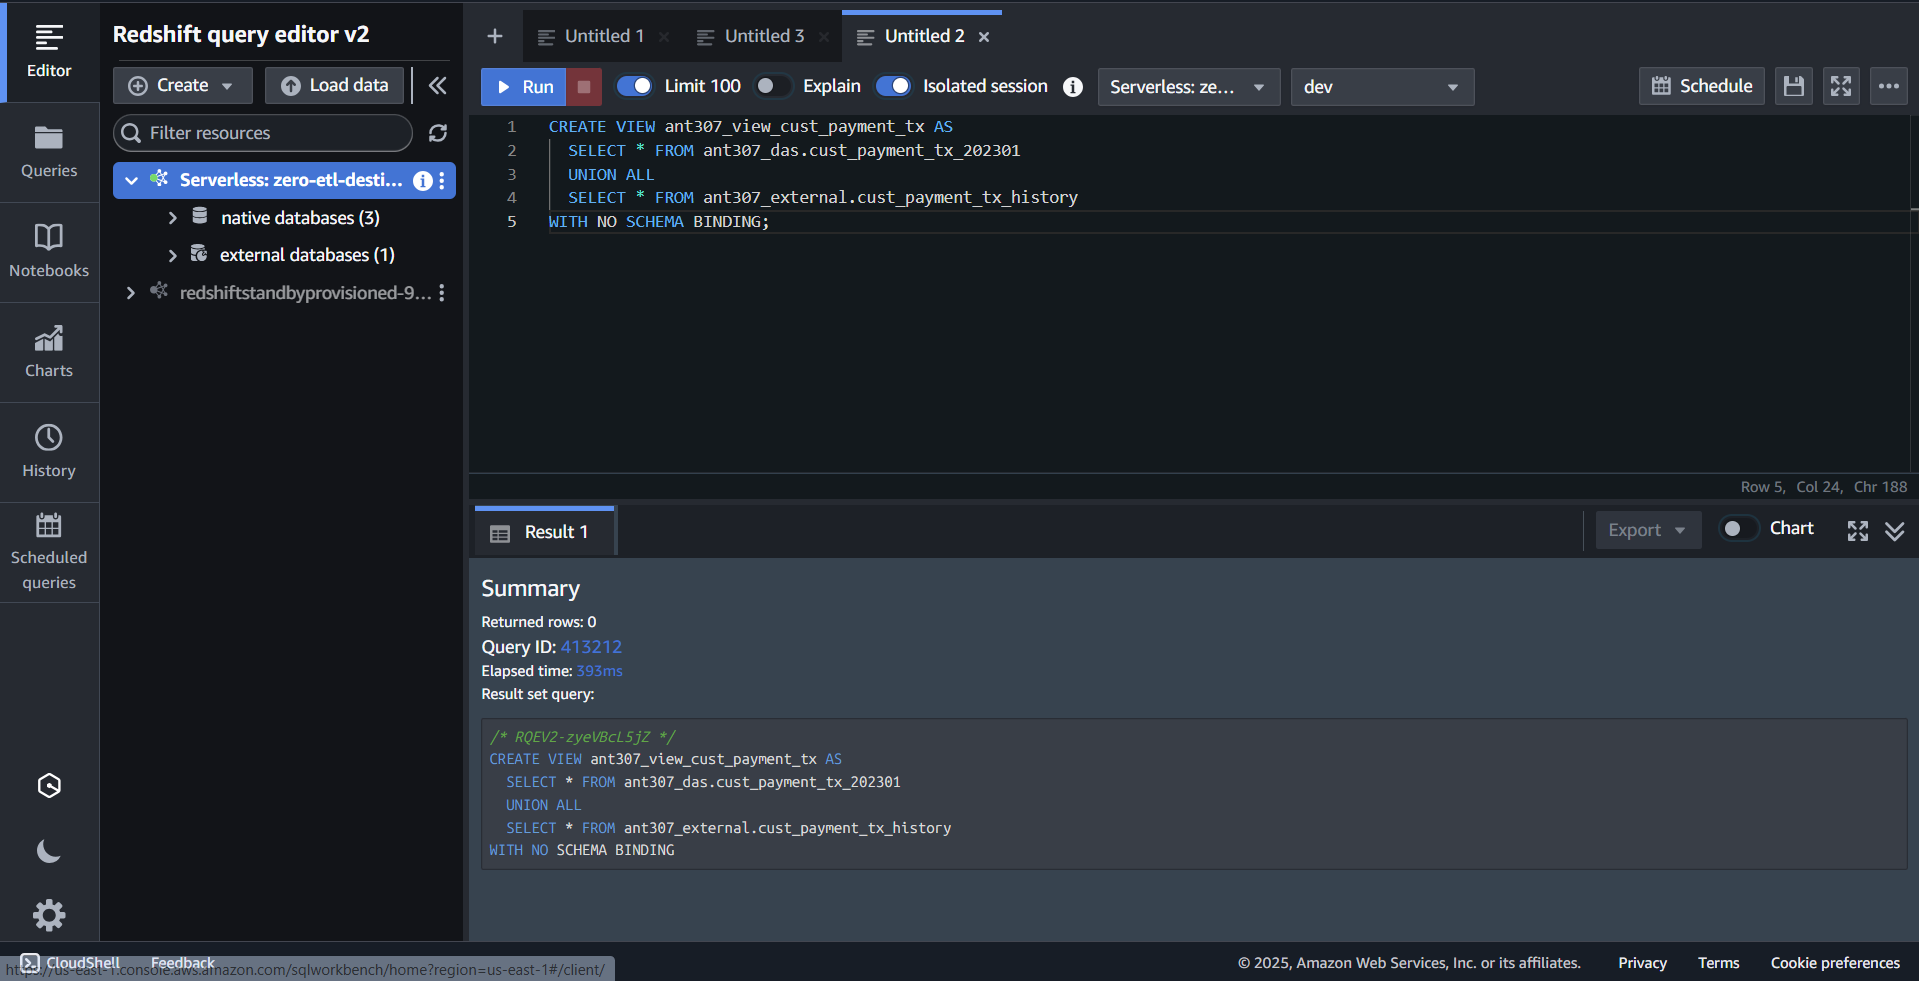 Redshift query editor v2
Editor
Create
Load data
Filter resources
Queries
Serverless: zero-etl-desti...
native databases (3)
external databases (1)
redshiftstandbyprovisioned-9...
Notebooks
Charts
History
Scheduled
queries
Untitled 1
Untitled 3
Untitled 2
Run
Limit 100
Explain
Isolated session
Serverless: ze...
dev
Schedule
1 CREATE VIEW ant307_view_cust_payment_tx AS
2 SELECT * FROM ant307_das.cust_payment_tx_202301
3 UNION ALL
4 SELECT * FROM ant307_external.cust_payment_tx_history
5 WITH NO SCHEMA BINDING;
Row 5, Col 24, Chr 188
Result 1
Export
Chart
Summary
Returned rows: 0
Query ID: 413212
Elapsed time: 393ms
Result set query:
/* RQEV2-zyeVBcL5jZ */
CREATE VIEW ant307_view_cust_payment_tx AS
SELECT * FROM ant307_das.cust_payment_tx_202301
UNION ALL
SELECT * FROM ant307_external.cust_payment_tx_history
WITH NO SCHEMA BINDING
CloudShell
Feedback
https://us-east-1.console.aws.amazon.com/sqlworkbench/home?region=us-east-1#/client/
© 2025, Amazon Web Services, Inc. or its affiliates.
Privacy
Terms
Cookie preferences